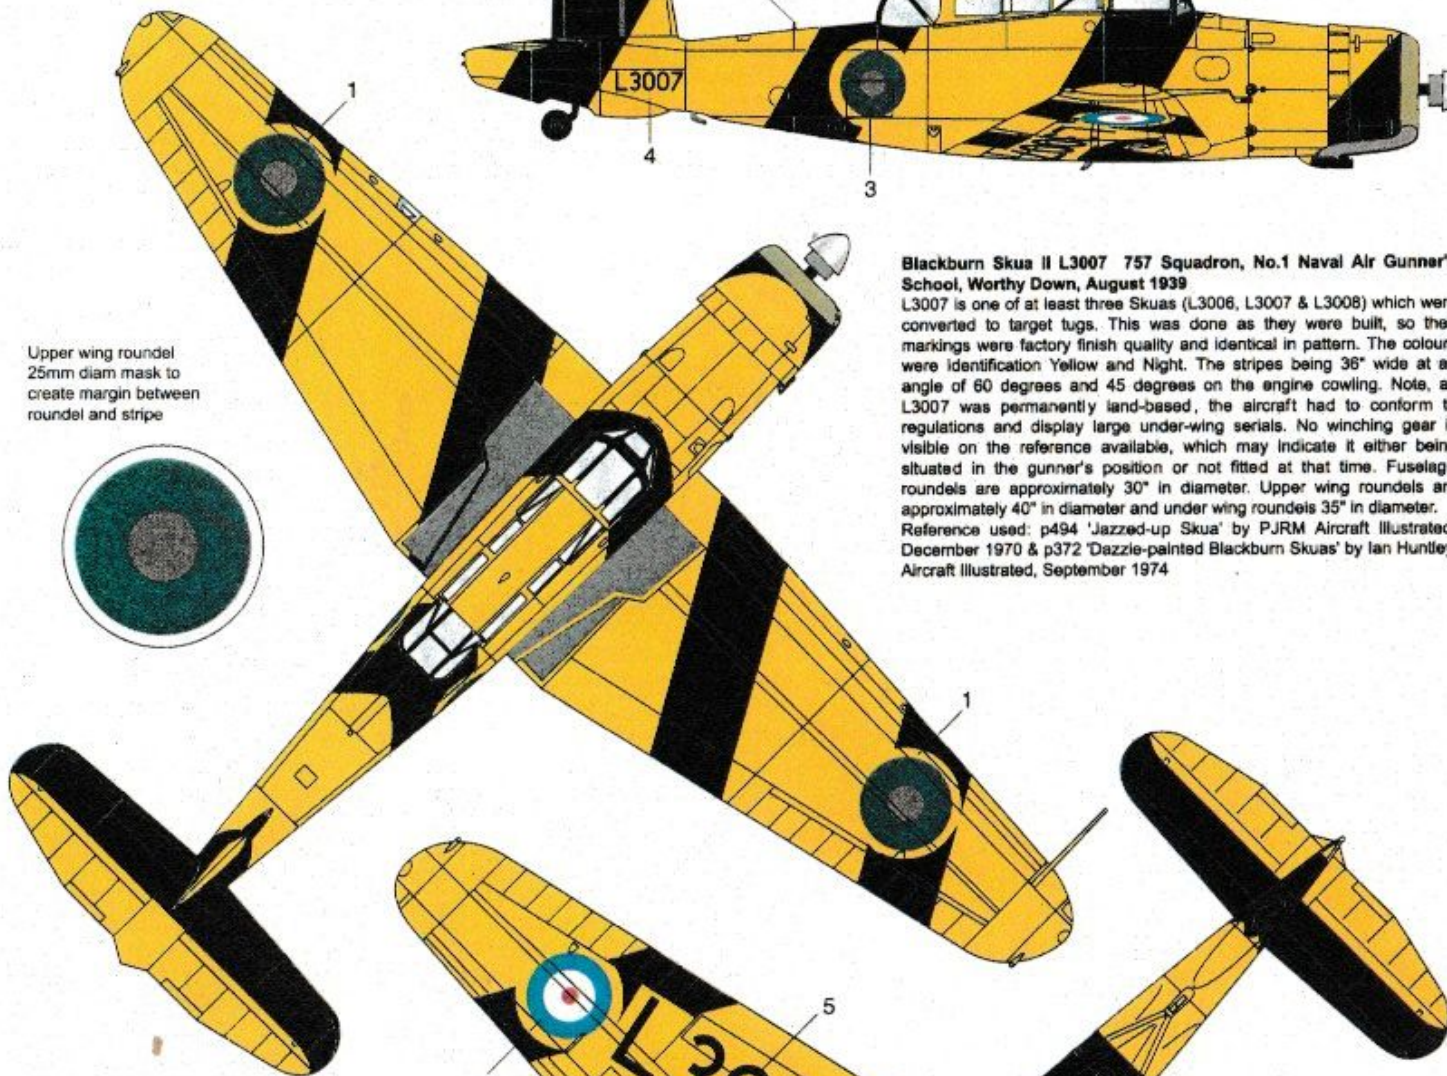 L3007
1
4
3
Blackburn Skua II L3007 757 Squadron, No.1 Naval Air Gunner'
School, Worthy Down, August 1939
L3007 is one of at least three Skuas (L3006, L3007 & L3008) which wer
converted to target tugs. This was done as they were built, so the
markings were factory finish quality and identical in pattern. The colour
were Identification Yellow and Night. The stripes being 36" wide at a
angle of 60 degrees and 45 degrees on the engine cowling. Note, a
L3007 was permanently land-based, the aircraft had to conform t
regulations and display large under-wing serials. No winching gear i
visible on the reference available, which may indicate it either bein
situated in the gunner's position or not fitted at that time. Fuselag
roundels are approximately 30" in diameter. Upper wing roundels ar
approximately 40" in diameter and under wing roundels 35" in diameter.
Reference used: p494 'Jazzed-up Skua' by PJRM Aircraft Illustrated
December 1970 & p372 'Dazzle-painted Blackburn Skuas' by Ian Huntley
Aircraft Illustrated, September 1974
Upper wing roundel
25mm diam mask to
create margin between
roundel and stripe
1
5